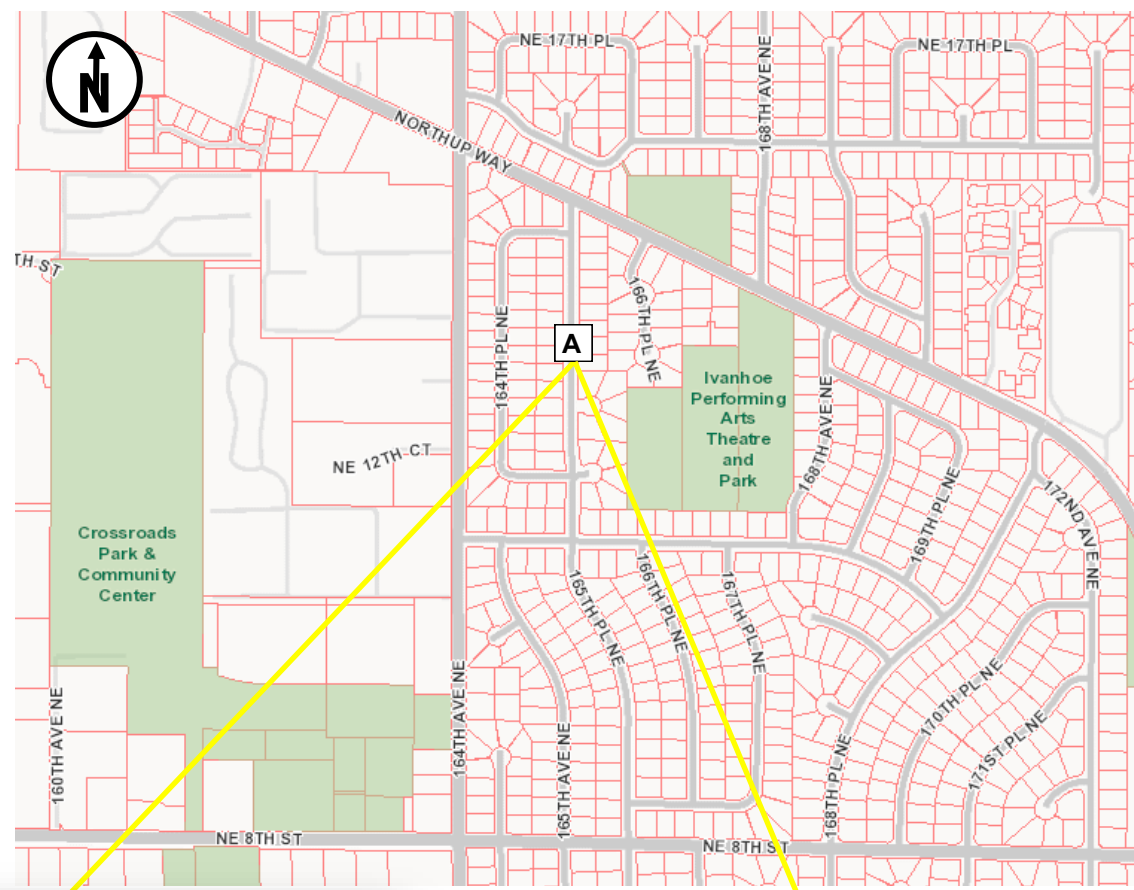 N
NE 17TH PL
NE 17TH PL
168TH AVE NE
NORTHUP WAY
TH ST
166TH PL NE
164TH PL NE
A
Ivanhoe
Performing
Arts
Theatre
and
Park
168TH AVE NE
NE 12TH CT
169TH PL NE
172ND AVE NE
Crossroads
Park &
Community
Center
165TH PL NE
166TH PL NE
167TH PL NE
160TH AVE NE
164TH AVE NE
165TH AVE NE
168TH PL NE
170TH PL NE
171ST PL NE
NE 8TH ST
NE 8TH ST